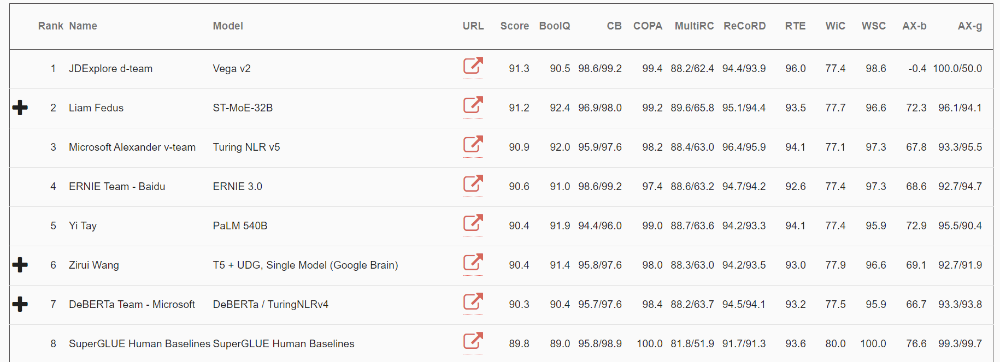 Rank Name Model URL Score BoolQ CB COPA MultiRC ReCoRD RTE WiC WSC AX-b AX-g
1 JDExplore d-team Vega v2 91.3 90.5 98.6/99.2 99.4 88.2/62.4 94.4/93.9 96.0 77.4 98.6 -0.4 100.0/50.0
2 Liam Fedus ST-MoE-32B 91.2 92.4 96.9/98.0 99.2 89.6/65.8 95.1/94.4 93.5 77.7 96.6 72.3 96.1/94.1
3 Microsoft Alexander v-team Turing NLR v5 90.9 92.0 95.9/97.6 98.2 88.4/63.0 96.4/95.9 94.1 77.1 97.3 67.8 93.3/95.5
4 ERNIE Team - Baidu ERNIE 3.0 90.6 91.0 98.6/99.2 97.4 88.6/63.2 94.7/94.2 92.6 77.4 97.3 68.6 92.7/94.7
5 Yi Tay PaLM 540B 90.4 91.9 94.4/96.0 99.0 88.7/63.6 94.2/93.3 94.1 77.4 95.9 72.9 95.5/90.4
6 Zirui Wang T5 + UDG, Single Model (Google Brain) 90.4 91.4 95.8/97.6 98.0 88.3/63.0 94.2/93.5 93.0 77.9 96.6 69.1 92.7/91.9
7 DeBERTa Team - Microsoft DeBERTa / TuringNLRv4 90.3 90.4 95.7/97.6 98.4 88.2/63.7 94.5/94.1 93.2 77.5 95.9 66.7 93.3/93.8
8 SuperGLUE Human Baselines SuperGLUE Human Baselines 89.8 89.0 95.8/98.9 100.0 81.8/51.9 91.7/91.3 93.6 80.0 100.0 76.6 99.3/99.7